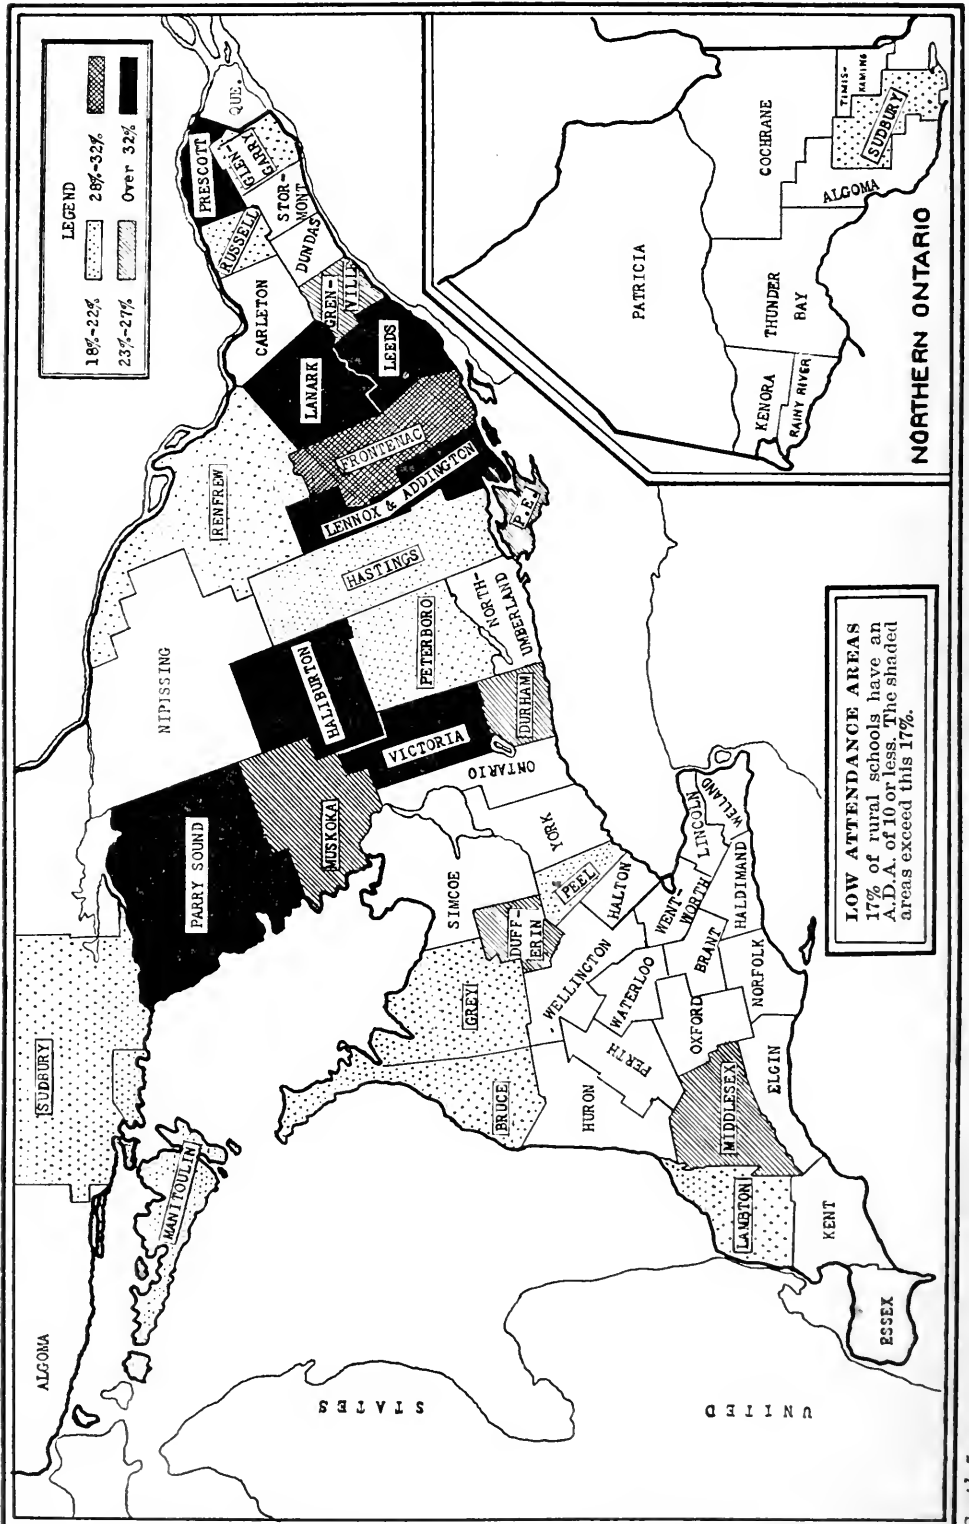 LEGEND
18%-22%
28%-32%
23%-27%
Over 32%
QUE.
PRESCOTT
GLEN-
GARRY
RUSSELL
STOR-
MONT
DUNDAS
CARLETON
GREN-
VILLE
LEEDS
LANARK
FRONTENAC
LENNOX & ADDINGTON
RENFREW
P.E.
HASTINGS
NORTH-
UMBERLAND
PETERBORO
NIPISSING
HALIBURTON
VICTORIA
DURHAM
ONTARIO
PARRY SOUND
MUSKOKA
YORK
SIMCOE
PEEL
HALTON
DUFF-
ERIN
GREY
BRUCE
WELLINGTON
WATERLOO
WENT-
WORTH
LINCOLN
WELLAND
HALDIMAND
BRANT
NORFOLK
OXFORD
PERTH
HURON
ELGIN
MIDDLESEX
LAMBTON
KENT
ESSEX
SUDBURY
MANITOULIN
ALGOMA
UNITED
STATES
LOW ATTENDANCE AREAS
17% of rural schools have an
A.D.A. of 10 or less. The shaded
areas exceed this 17%.
PATRICIA
COCHRANE
TIMIS-
KAMING
SUDBURY
ALGOMA
THUNDER
BAY
KENORA
RAINY RIVER
NORTHERN ONTARIO